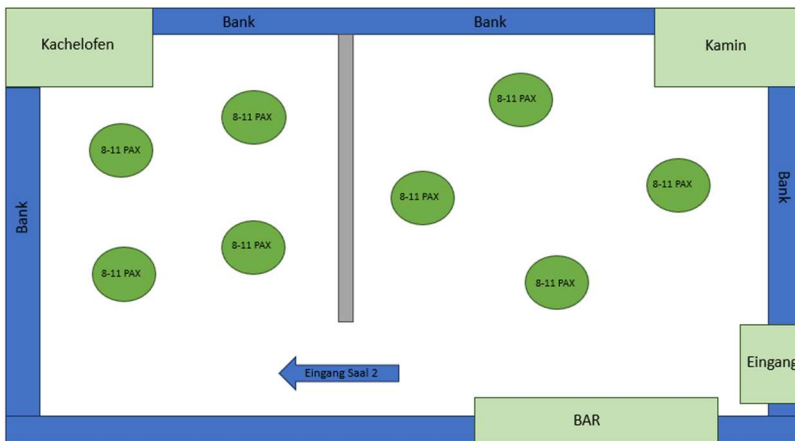 Bank
Bank
Kachelofen
Kamin
8-11 PAX
8-11 PAX
8-11 PAX
8-11 PAX
8-11 PAX
8-11 PAX
8-11 PAX
8-11 PAX
Bank
Bank
Eingang Saal 2
Eingang
BAR